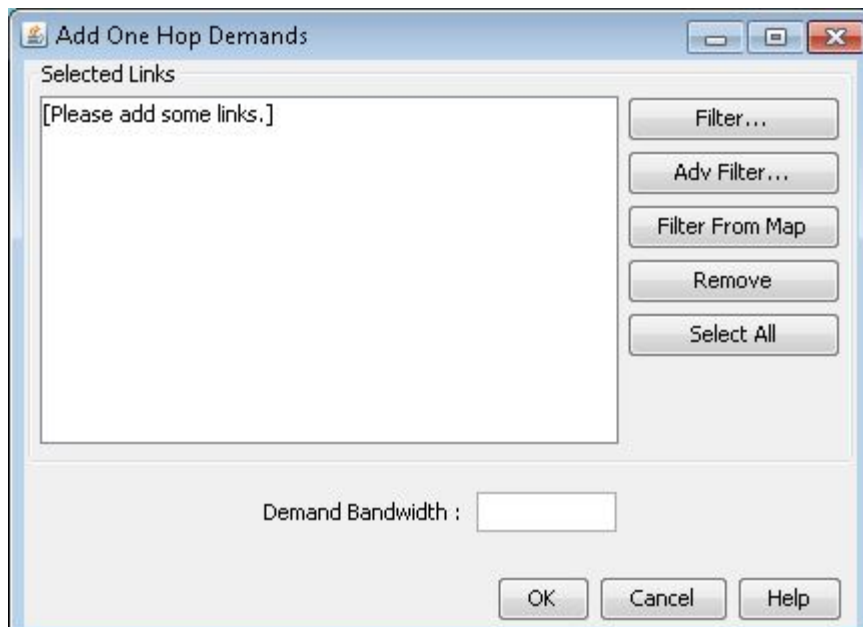 Add One Hop Demands
Selected Links
[Please add some links.]
Filter...
Adv Filter...
Filter From Map
Remove
Select All
Demand Bandwidth :
OK
Cancel
Help